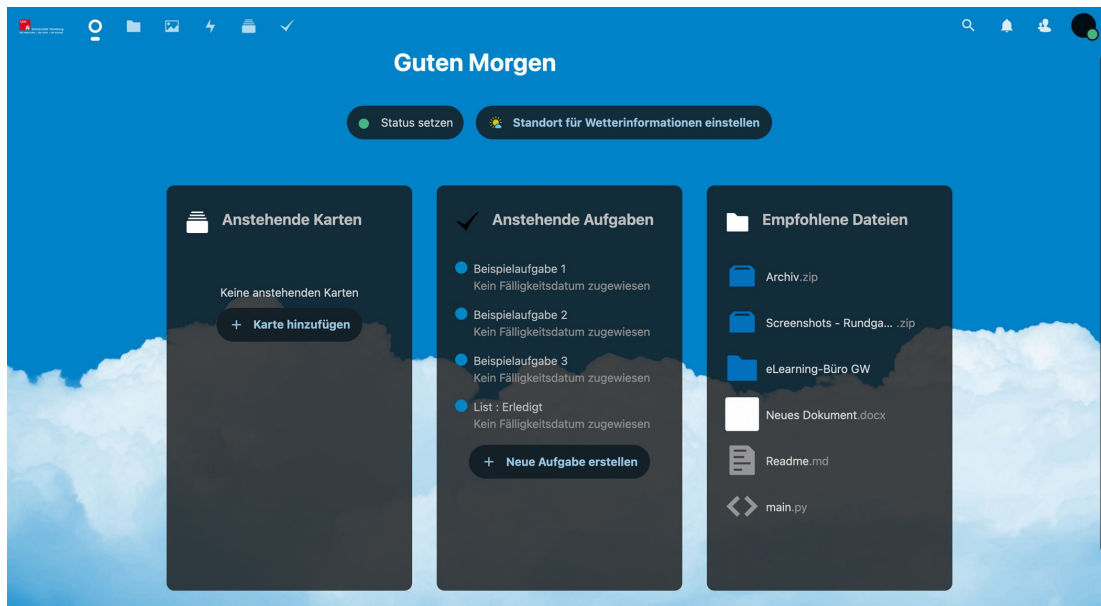 Universität Hamburg
Guten Morgen
Status setzen
Standort für Wetterinformationen einstellen
Anstehende Karten
Keine anstehenden Karten
+ Karte hinzufügen
Anstehende Aufgaben
Beispielaufgabe 1
Kein Fälligkeitsdatum zugewiesen
Beispielaufgabe 2
Kein Fälligkeitsdatum zugewiesen
Beispielaufgabe 3
Kein Fälligkeitsdatum zugewiesen
List : Erledigt
Kein Fälligkeitsdatum zugewiesen
+ Neue Aufgabe erstellen
Empfohlene Dateien
Archiv.zip
Screenshots - Rundga... .zip
eLearning-Büro GW
Neues Dokument.docx
Readme.md
main.py